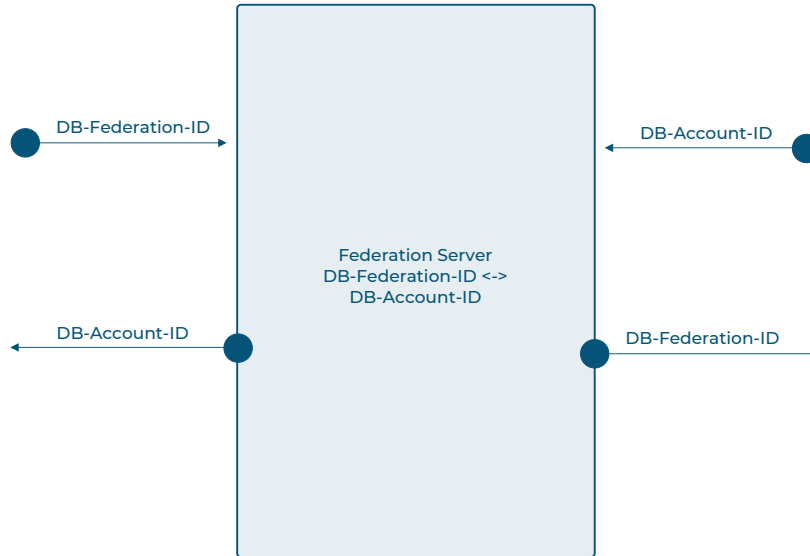 DB-Federation-ID
DB-Account-ID
Federation Server
DB-Federation-ID <->
DB-Account-ID
DB-Account-ID
DB-Federation-ID